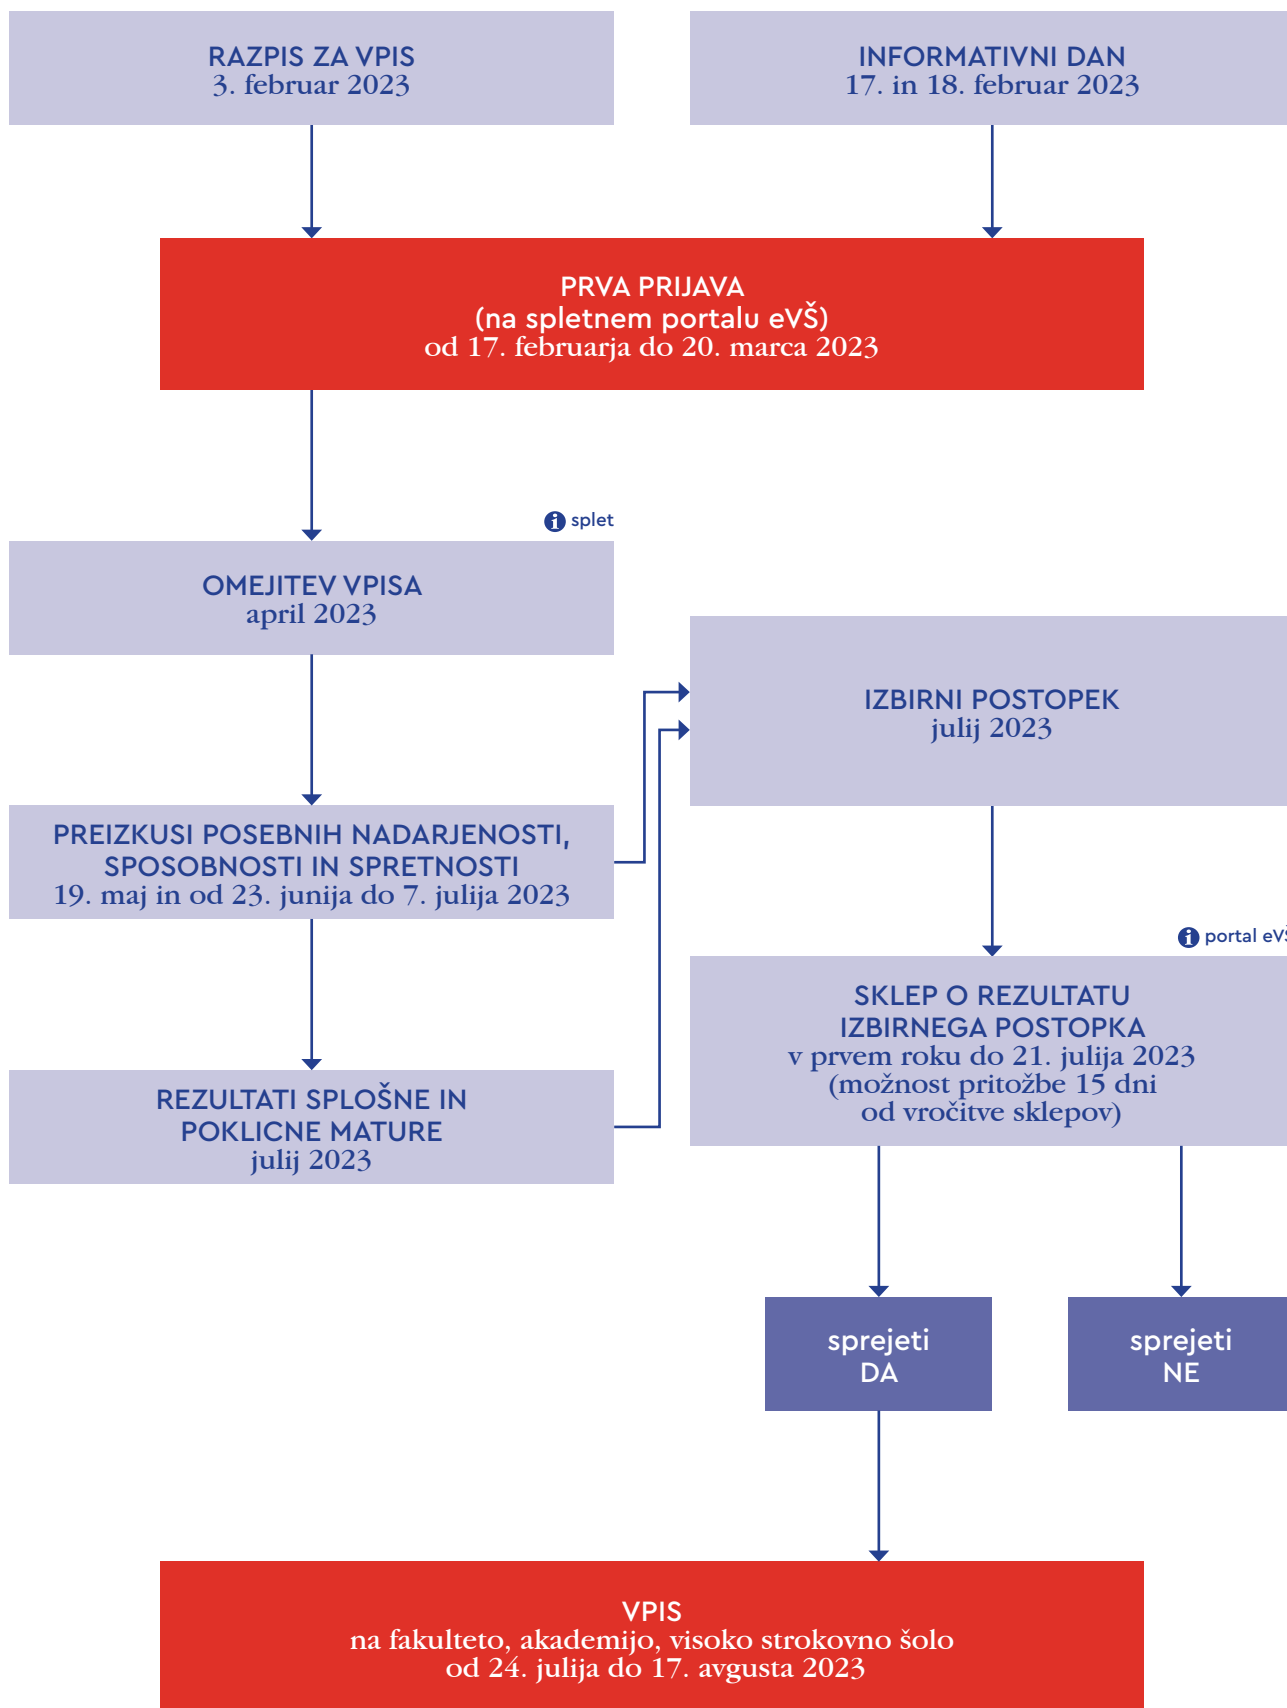 RAZPIS ZA VPIS
3. februar 2023
INFORMATIVNI DAN
17. in 18. februar 2023
PRVA PRIJAVA
(na spletnem portalu eVŠ)
od 17. februarja do 20. marca 2023
splet
OMEJITEV VPISA
april 2023
IZBIRNI POSTOPEK
julij 2023
PREIZKUSI POSEBNIH NADARJENOSTI,
SPOSOBNOSTI IN SPRETNOSTI
19. maj in od 23. junija do 7. julija 2023
portal eVŠ
SKLEP O REZULTATU
IZBIRNEGA POSTOPKA
v prvem roku do 21. julija 2023
(možnost pritožbe 15 dni
od vročitve sklepov)
REZULTATI SPLOŠNE IN
POKLICNE MATURE
julij 2023
sprejeti
DA
sprejeti
NE
VPIS
na fakulteto, akademijo, visoko strokovno šolo
od 24. julija do 17. avgusta 2023